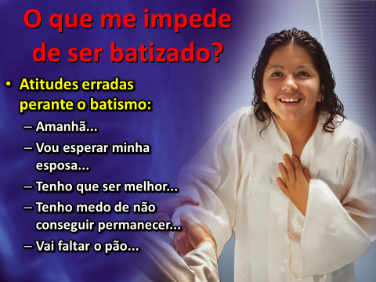 O que me impede
de ser batizado?
• Atitudes erradas
perante o batismo:
– Amanhã...
– Vou esperar minha
esposa...
– Tenho que ser melhor...
– Tenho medo de não
conseguir permanecer...
– Vai faltar o pão...